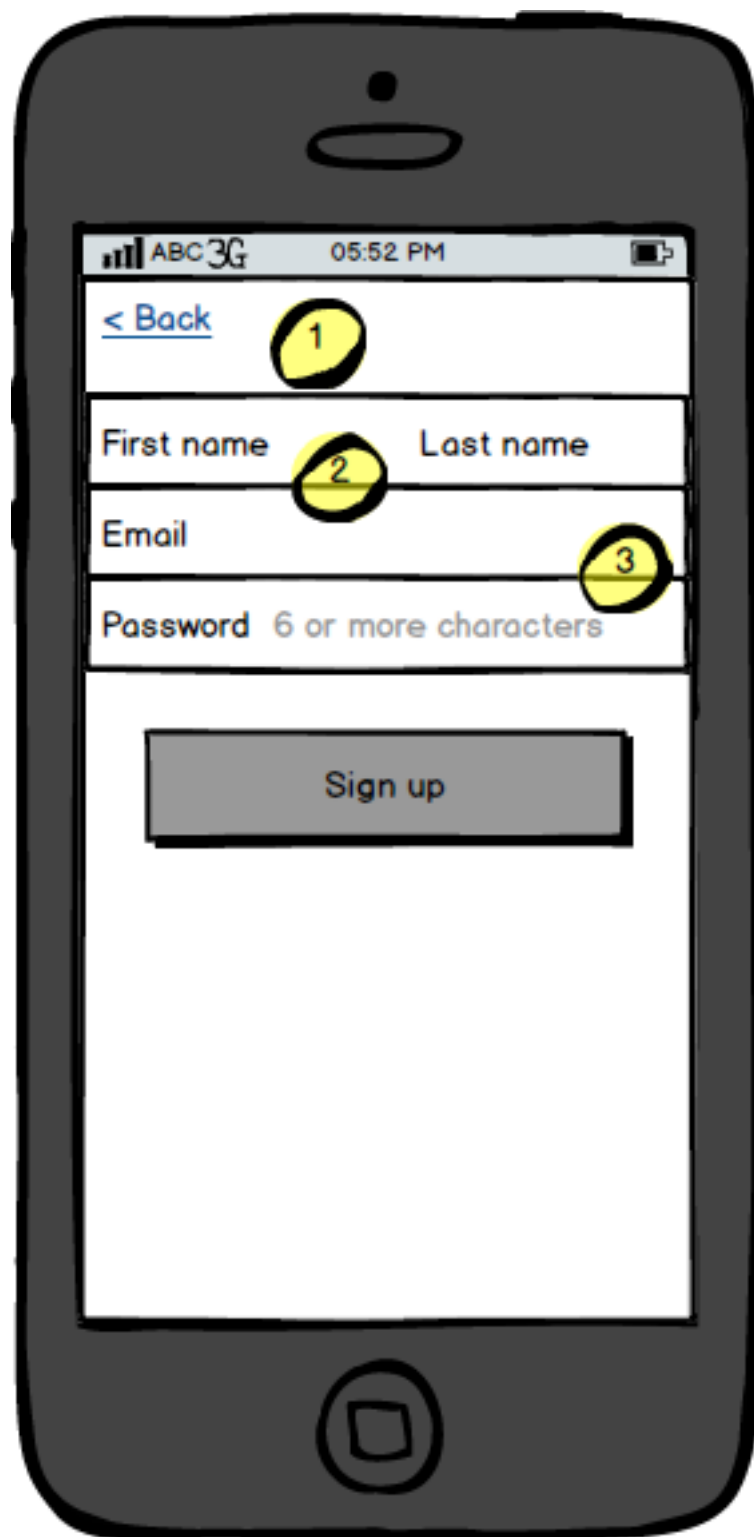 ABC 3G 05:52 PM
< Back 1
First name 2 Last name
Email 3
Password 6 or more characters
Sign up